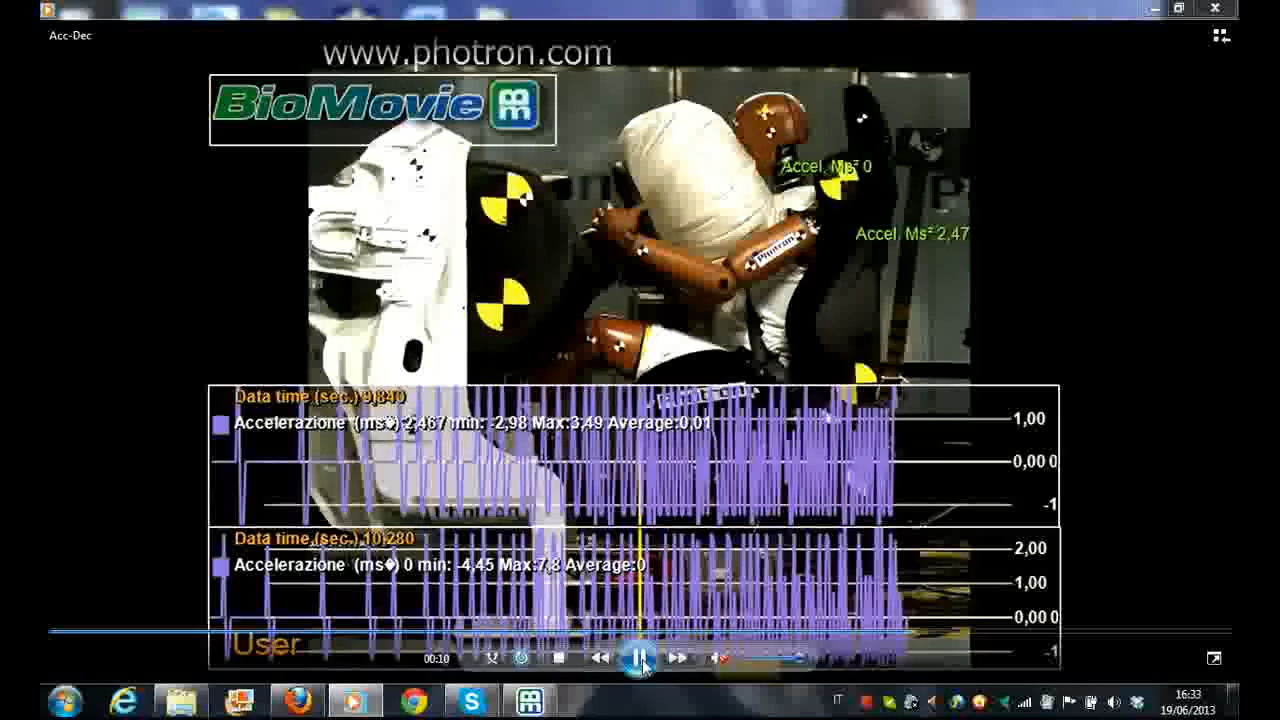 Acc-Dec
www.photron.com
BioMovie
Accel. Ms² 0
Accel. Ms² 2,47
Photron
Data time (sec.) 9,840
Accelerazione (ms�) 2,467 min: -2,98 Max:3,49 Average:0,01
1,00
0,00 0
-1
Data time (sec.) 10,280
Accelerazione (ms�) 0 min: -4,45 Max:7,8 Average:0
2,00
1,00
0,00 0
-1
User
00:10
IT
16:33
19/06/2013